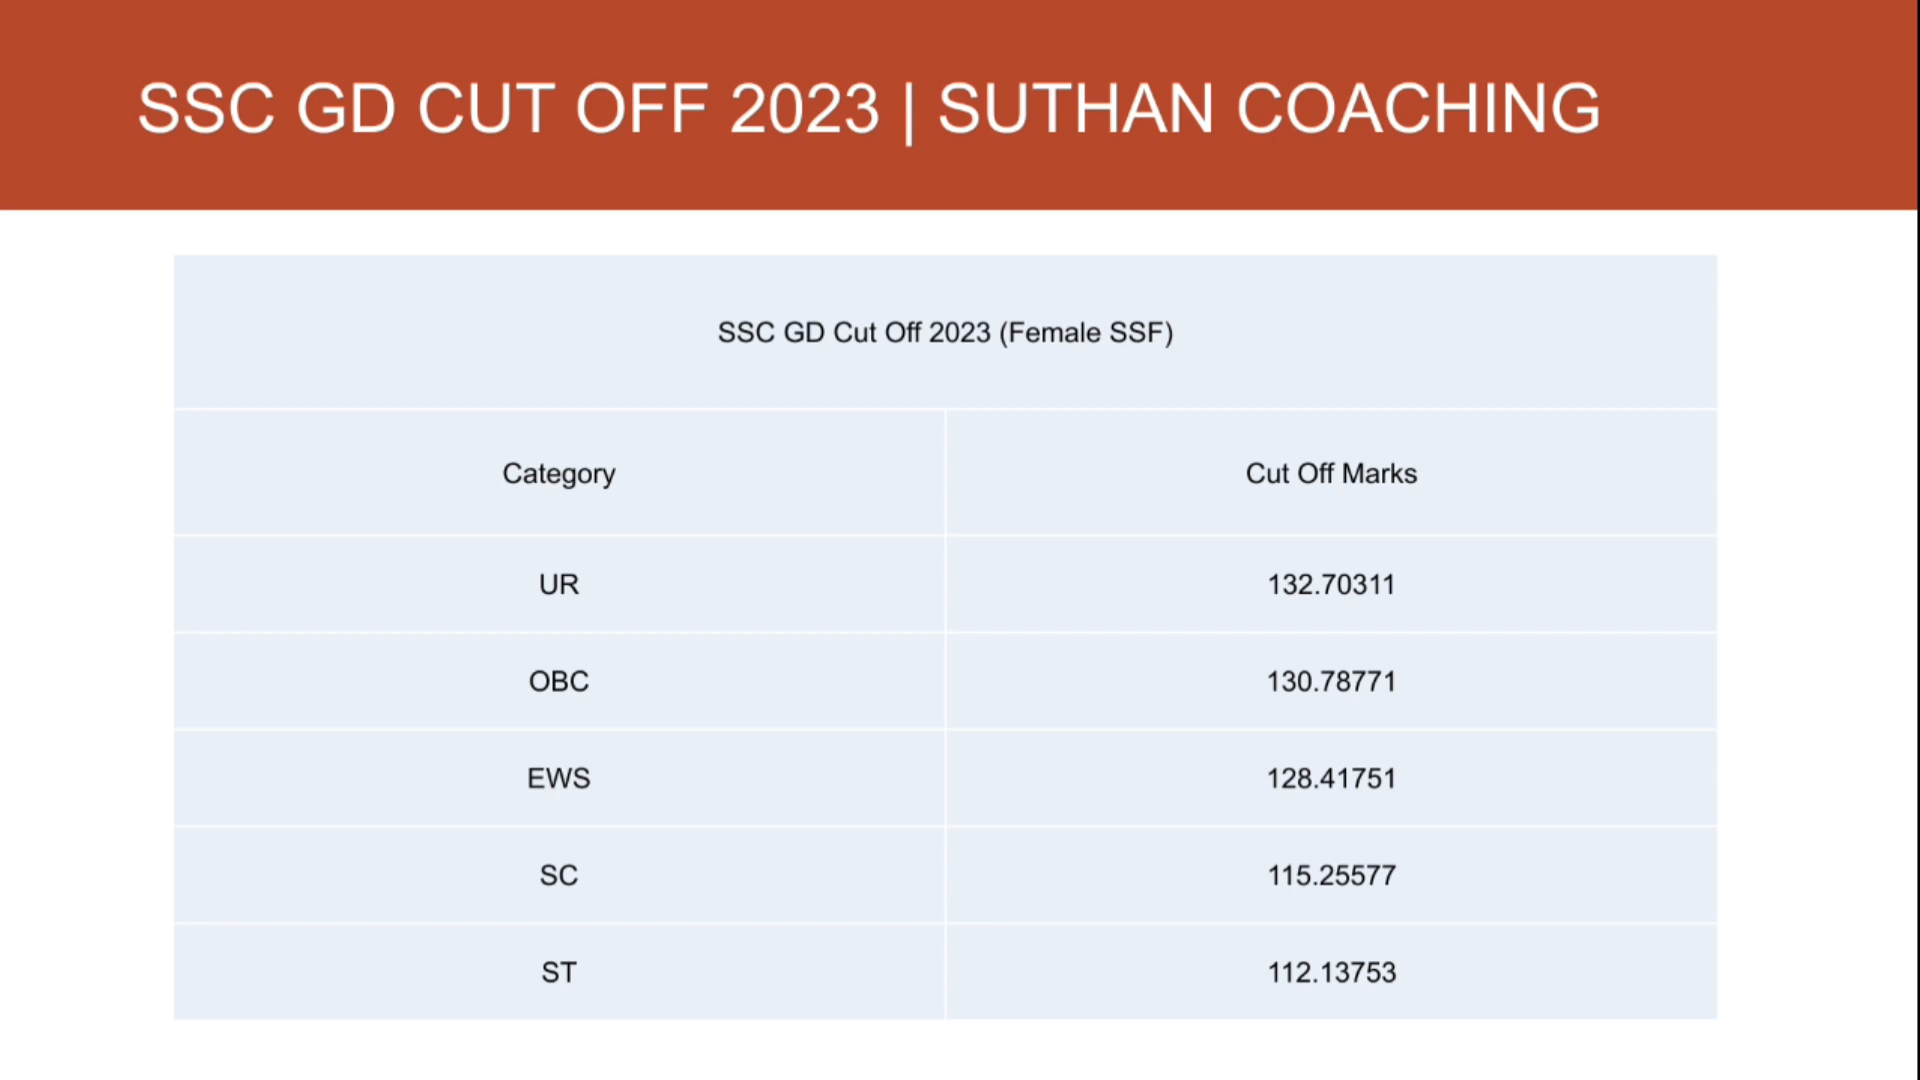 SSC GD CUT OFF 2023 | SUTHAN COACHING
SSC GD Cut Off 2023 (Female SSF)
Category Cut Off Marks
UR 132.70311
OBC 130.78771
EWS 128.41751
SC 115.25577
ST 112.13753